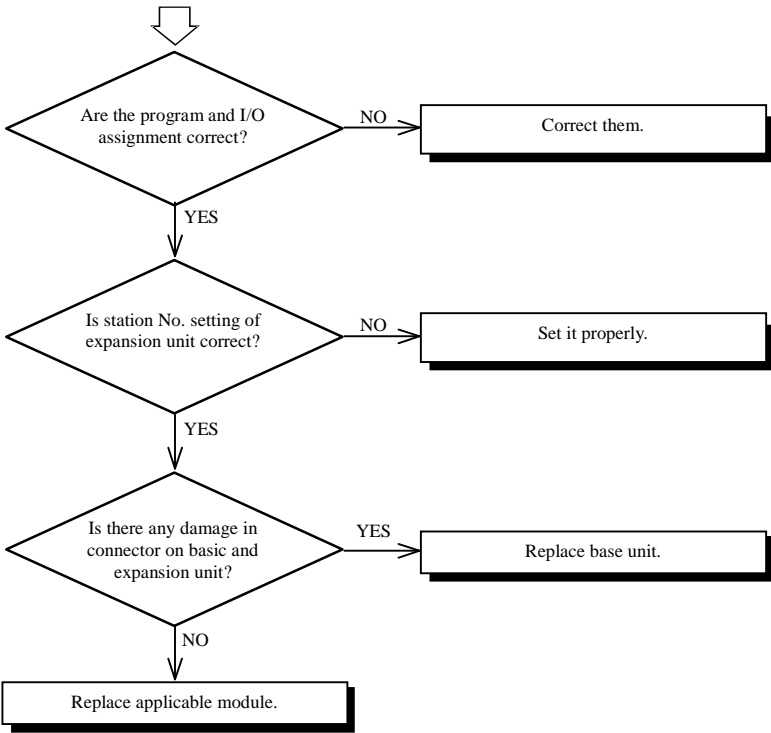 Are the program and I/O
assignment correct?
NO
Correct them.
YES
Is station No. setting of
expansion unit correct?
NO
Set it properly.
YES
Is there any damage in
connector on basic and
expansion unit?
YES
Replace base unit.
NO
Replace applicable module.